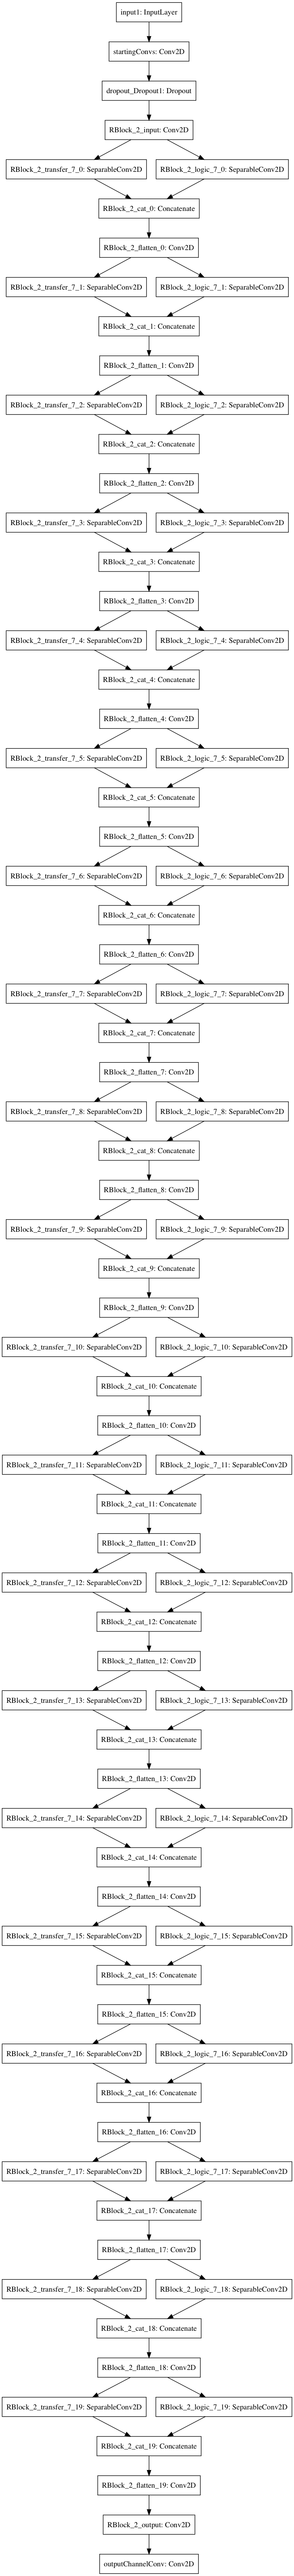 input1: InputLayer
startingConvs: Conv2D
dropout_Dropout1: Dropout
RBlock_2_input: Conv2D
RBlock_2_transfer_7_0: SeparableConv2D
RBlock_2_logic_7_0: SeparableConv2D
RBlock_2_cat_0: Concatenate
RBlock_2_flatten_0: Conv2D
RBlock_2_transfer_7_1: SeparableConv2D
RBlock_2_logic_7_1: SeparableConv2D
RBlock_2_cat_1: Concatenate
RBlock_2_flatten_1: Conv2D
RBlock_2_transfer_7_2: SeparableConv2D
RBlock_2_logic_7_2: SeparableConv2D
RBlock_2_cat_2: Concatenate
RBlock_2_flatten_2: Conv2D
RBlock_2_transfer_7_3: SeparableConv2D
RBlock_2_logic_7_3: SeparableConv2D
RBlock_2_cat_3: Concatenate
RBlock_2_flatten_3: Conv2D
RBlock_2_transfer_7_4: SeparableConv2D
RBlock_2_logic_7_4: SeparableConv2D
RBlock_2_cat_4: Concatenate
RBlock_2_flatten_4: Conv2D
RBlock_2_transfer_7_5: SeparableConv2D
RBlock_2_logic_7_5: SeparableConv2D
RBlock_2_cat_5: Concatenate
RBlock_2_flatten_5: Conv2D
RBlock_2_transfer_7_6: SeparableConv2D
RBlock_2_logic_7_6: SeparableConv2D
RBlock_2_cat_6: Concatenate
RBlock_2_flatten_6: Conv2D
RBlock_2_transfer_7_7: SeparableConv2D
RBlock_2_logic_7_7: SeparableConv2D
RBlock_2_cat_7: Concatenate
RBlock_2_flatten_7: Conv2D
RBlock_2_transfer_7_8: SeparableConv2D
RBlock_2_logic_7_8: SeparableConv2D
RBlock_2_cat_8: Concatenate
RBlock_2_flatten_8: Conv2D
RBlock_2_transfer_7_9: SeparableConv2D
RBlock_2_logic_7_9: SeparableConv2D
RBlock_2_cat_9: Concatenate
RBlock_2_flatten_9: Conv2D
RBlock_2_transfer_7_10: SeparableConv2D
RBlock_2_logic_7_10: SeparableConv2D
RBlock_2_cat_10: Concatenate
RBlock_2_flatten_10: Conv2D
RBlock_2_transfer_7_11: SeparableConv2D
RBlock_2_logic_7_11: SeparableConv2D
RBlock_2_cat_11: Concatenate
RBlock_2_flatten_11: Conv2D
RBlock_2_transfer_7_12: SeparableConv2D
RBlock_2_logic_7_12: SeparableConv2D
RBlock_2_cat_12: Concatenate
RBlock_2_flatten_12: Conv2D
RBlock_2_transfer_7_13: SeparableConv2D
RBlock_2_logic_7_13: SeparableConv2D
RBlock_2_cat_13: Concatenate
RBlock_2_flatten_13: Conv2D
RBlock_2_transfer_7_14: SeparableConv2D
RBlock_2_logic_7_14: SeparableConv2D
RBlock_2_cat_14: Concatenate
RBlock_2_flatten_14: Conv2D
RBlock_2_transfer_7_15: SeparableConv2D
RBlock_2_logic_7_15: SeparableConv2D
RBlock_2_cat_15: Concatenate
RBlock_2_flatten_15: Conv2D
RBlock_2_transfer_7_16: SeparableConv2D
RBlock_2_logic_7_16: SeparableConv2D
RBlock_2_cat_16: Concatenate
RBlock_2_flatten_16: Conv2D
RBlock_2_transfer_7_17: SeparableConv2D
RBlock_2_logic_7_17: SeparableConv2D
RBlock_2_cat_17: Concatenate
RBlock_2_flatten_17: Conv2D
RBlock_2_transfer_7_18: SeparableConv2D
RBlock_2_logic_7_18: SeparableConv2D
RBlock_2_cat_18: Concatenate
RBlock_2_flatten_18: Conv2D
RBlock_2_transfer_7_19: SeparableConv2D
RBlock_2_logic_7_19: SeparableConv2D
RBlock_2_cat_19: Concatenate
RBlock_2_flatten_19: Conv2D
RBlock_2_output: Conv2D
outputChannelConv: Conv2D